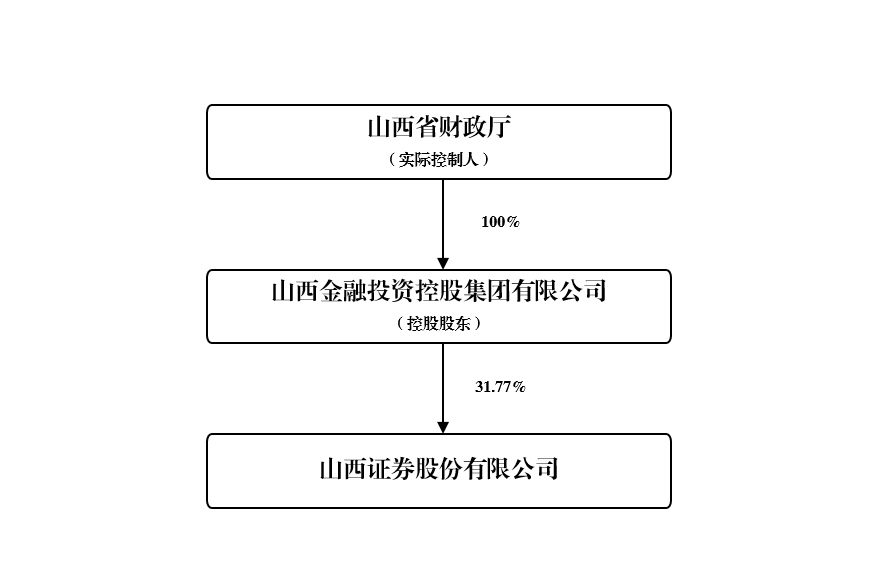 山西省财政厅
（实际控制人）
100%
山西金融投资控股集团有限公司
（控股股东）
31.77%
山西证券股份有限公司